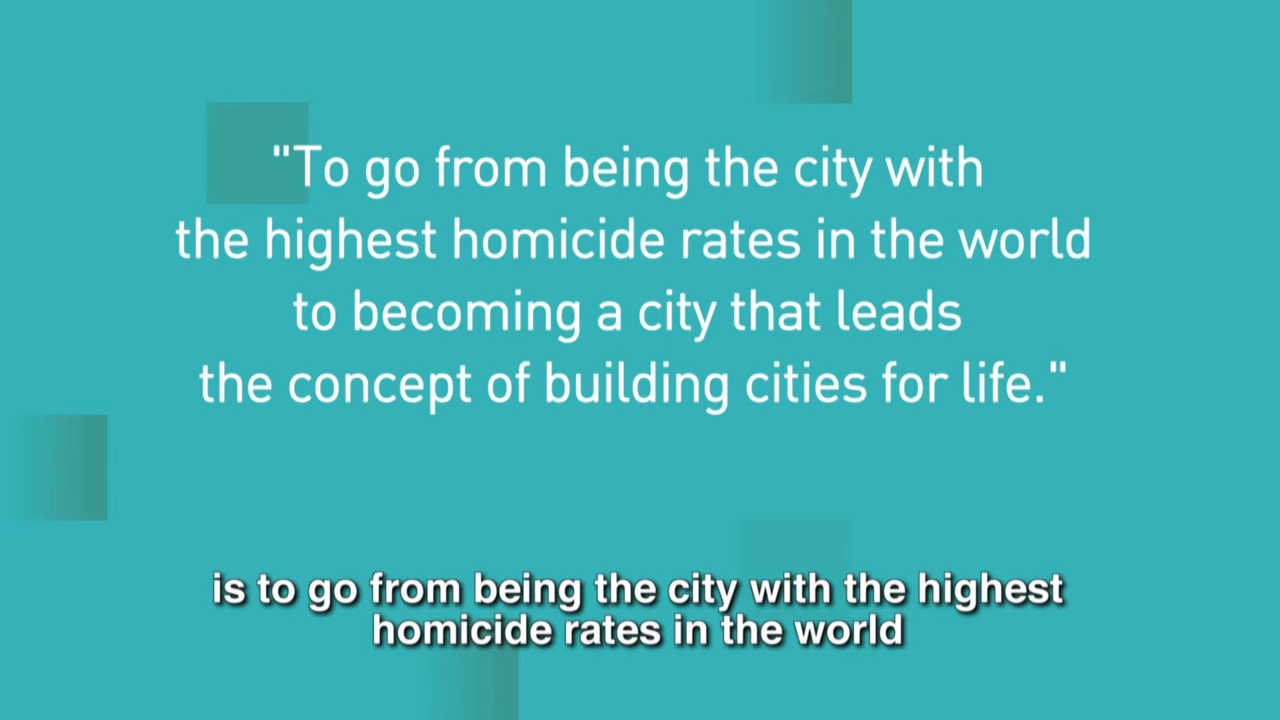 "To go from being the city with
the highest homicide rates in the world
to becoming a city that leads
the concept of building cities for life."
is to go from being the city with the highest
homicide rates in the world